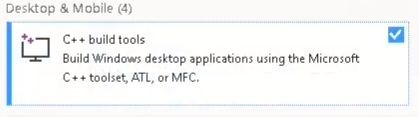 Desktop & Mobile (4)
C++ build tools
Build Windows desktop applications using the Microsoft
C++ toolset, ATL, or MFC.